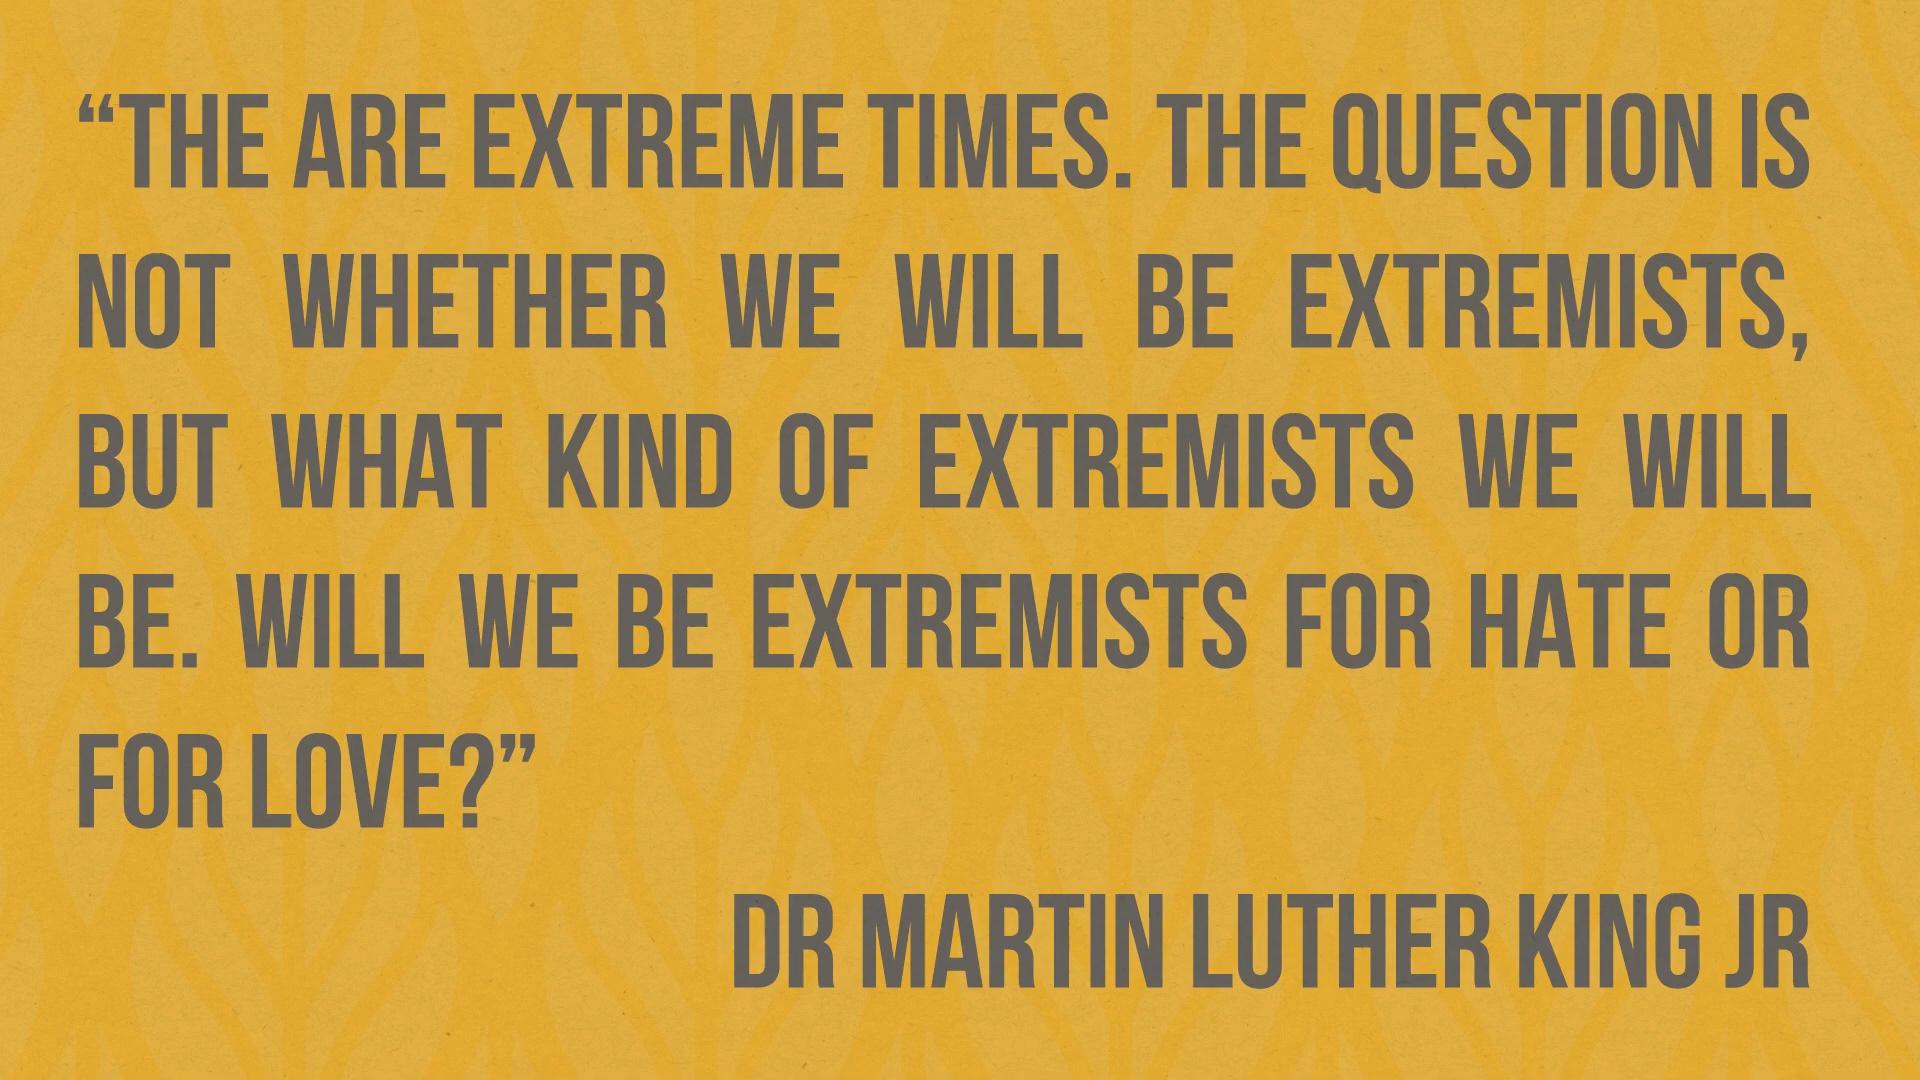 “THE ARE EXTREME TIMES. THE QUESTION IS
NOT WHETHER WE WILL BE EXTREMISTS,
BUT WHAT KIND OF EXTREMISTS WE WILL
BE. WILL WE BE EXTREMISTS FOR HATE OR
FOR LOVE?”
DR MARTIN LUTHER KING JR